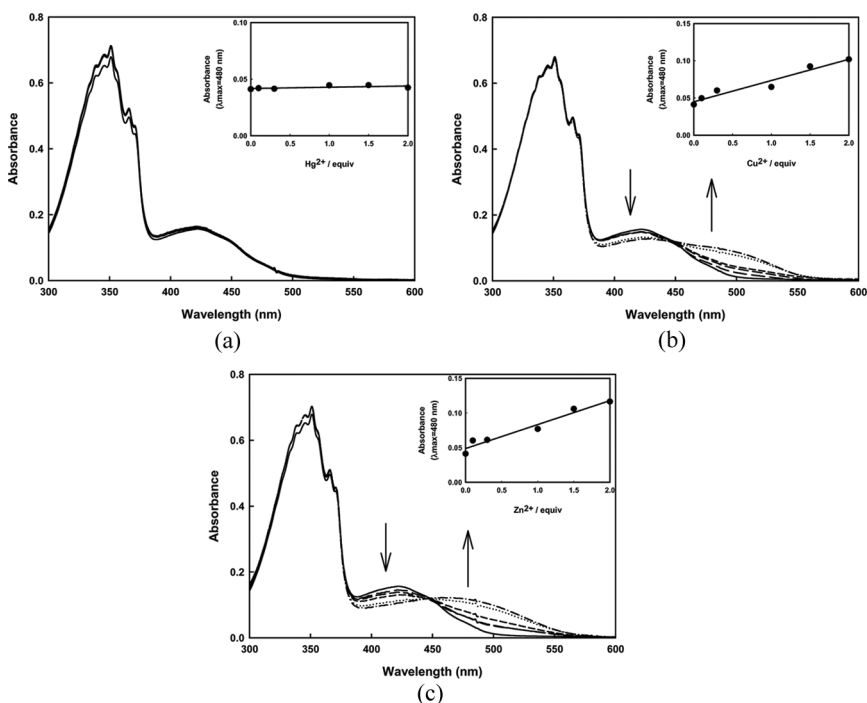 0.8
0.6
0.4
0.2
0.0
Absorbance
300 350 400 450 500 550 600
Wavelength (nm)
0.10
0.05
0.00
Absorbance
(λmax=480 nm)
0.0 0.5 1.0 1.5 2.0
Hg2+ / equiv
(a)
0.8
0.6
0.4
0.2
0.0
Absorbance
300 350 400 450 500 550 600
Wavelength (nm)
0.15
0.10
0.05
0.00
Absorbance
(λmax=480 nm)
0.0 0.5 1.0 1.5 2.0
Cu2+ / equiv
(b)
0.8
0.6
0.4
0.2
0.0
Absorbance
300 350 400 450 500 550 600
Wavelength (nm)
0.15
0.10
0.05
0.00
Absorbance
(λmax=480 nm)
0.0 0.5 1.0 1.5 2.0
Zn2+ / equiv
(c)